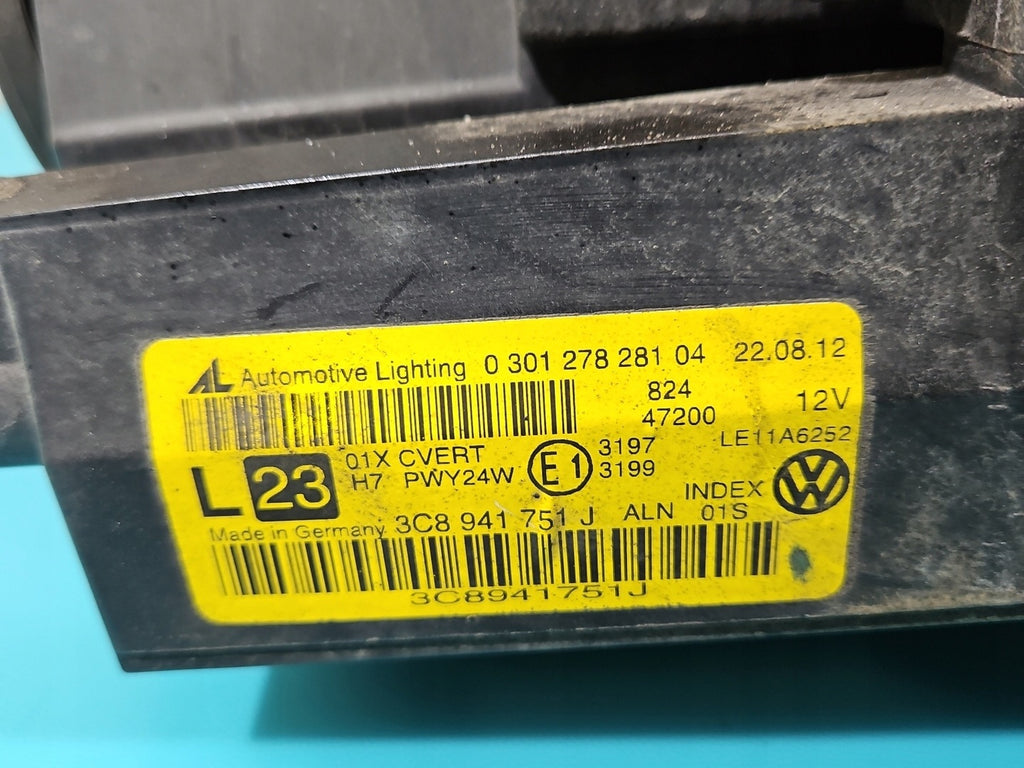 AL Automotive Lighting 0 301 278 281 04 22.08.12
824
47200 12V
01X CVERT 3197 LE11A6252
L 23 H7 PWY24W E1 3199
INDEX
Made in Germany 3C8 941 751 J ALN 01S
3C8941751J